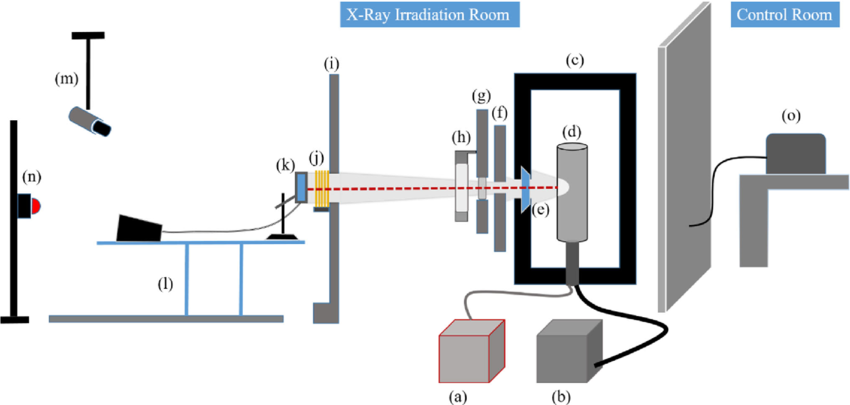 X-Ray Irradiation Room
Control Room
(i)
(c)
(m)
(g)
(f)
(o)
(h)
(d)
(j)
(k)
(n)
(e)
(l)
(a)
(b)